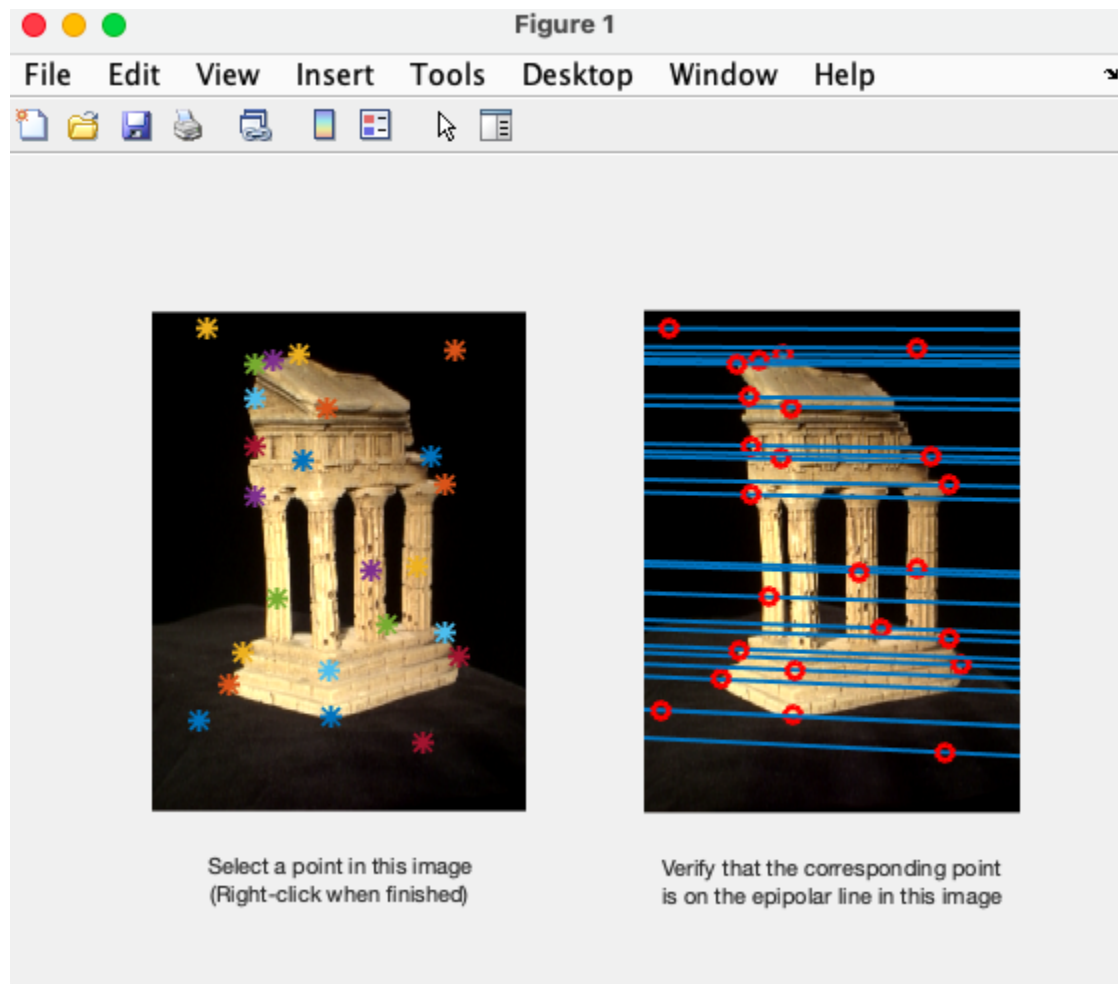 Figure 1
File Edit View Insert Tools Desktop Window Help
Select a point in this image
(Right-click when finished)
Verify that the corresponding point
is on the epipolar line in this image